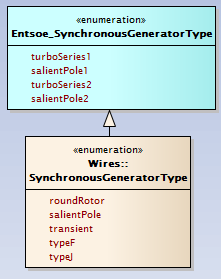 «enumeration»
Entsoe_SynchronousGeneratorType
turboSeries1
salientPole1
turboSeries2
salientPole2
«enumeration»
Wires::
SynchronousGeneratorType
roundRotor
salientPole
transient
typeF
typeJ